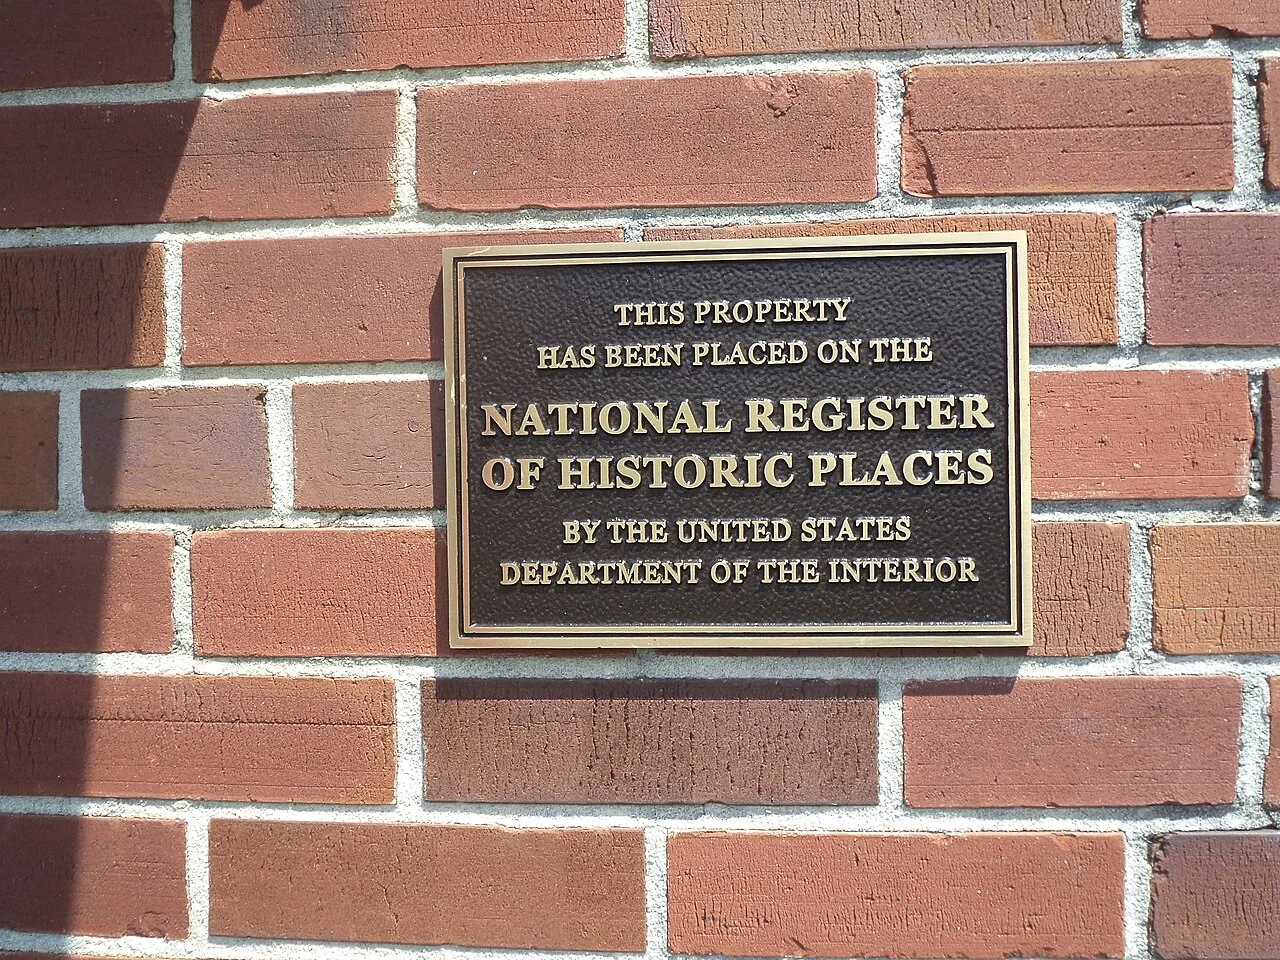 THIS PROPERTY
HAS BEEN PLACED ON THE
NATIONAL REGISTER
OF HISTORIC PLACES
BY THE UNITED STATES
DEPARTMENT OF THE INTERIOR